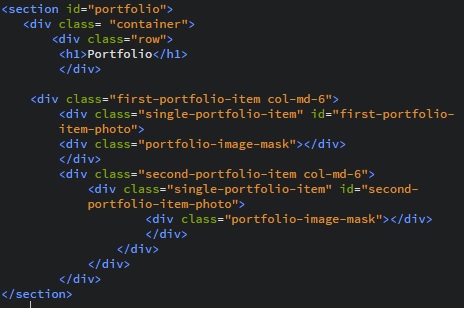 <section id="portfolio">
<div class= "container">
<div class="row">
<h1>Portfolio</h1>
</div>
<div class="first-portfolio-item col-md-6">
<div class="single-portfolio-item" id="first-portfolio-
item-photo">
<div class="portfolio-image-mask"></div>
</div>
<div class="second-portfolio-item col-md-6">
<div class="single-portfolio-item" id="second-
portfolio-item-photo">
<div class="portfolio-image-mask"></div>
</div>
</div>
</div>
</div>
</section>